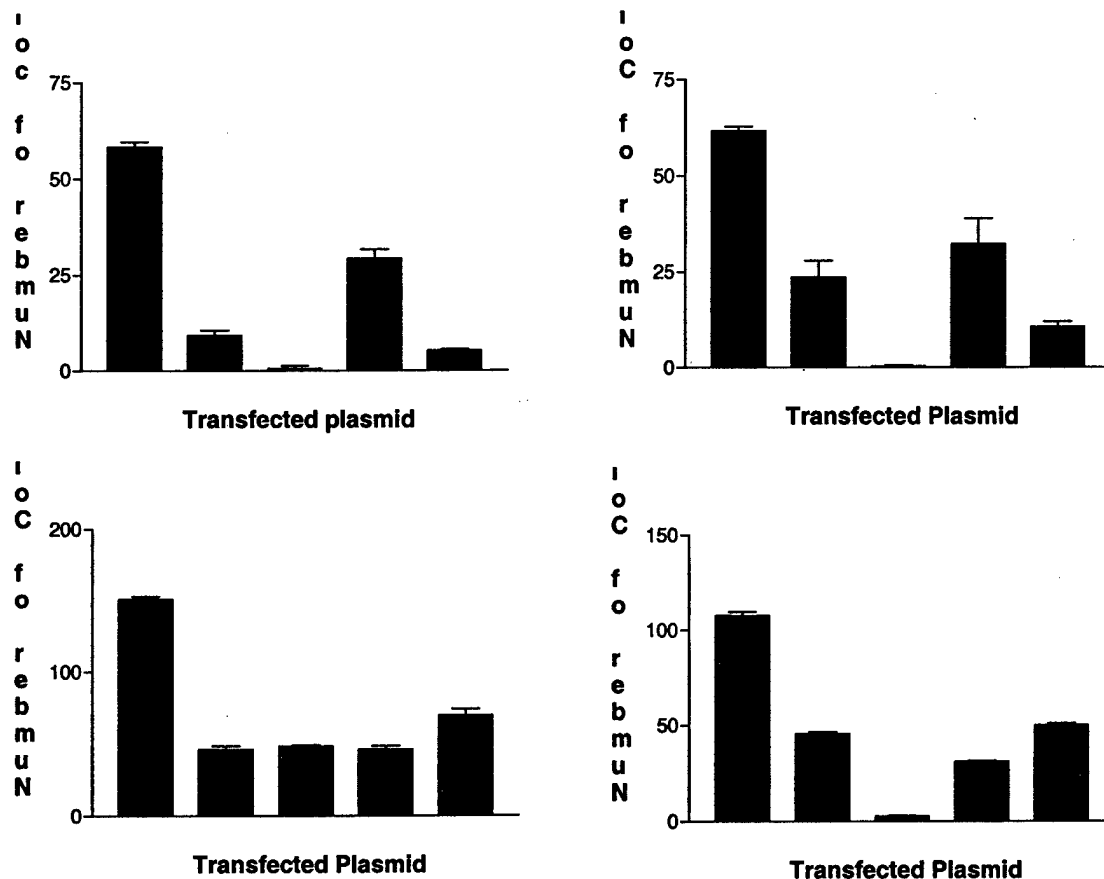 Number of col
75
50
25
0
Transfected plasmid
Number of Col
75
50
25
0
Transfected Plasmid
Number of Col
200
100
0
Transfected Plasmid
Number of Col
150
100
50
0
Transfected Plasmid